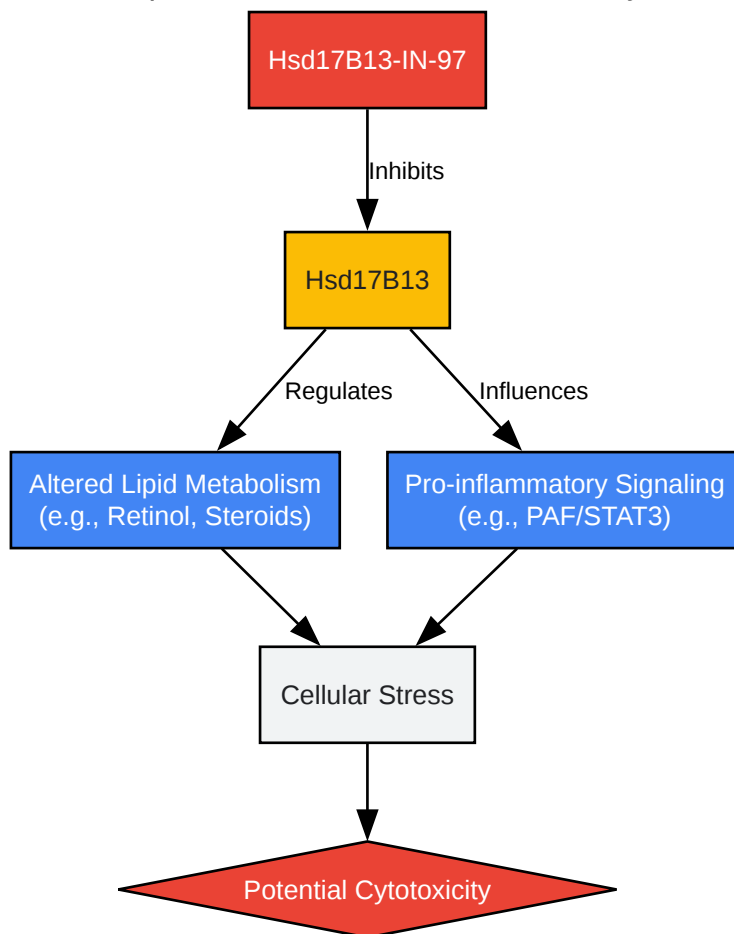 Hsd17B13-IN-97
Inhibits
Hsd17B13
Regulates
Influences
Altered Lipid Metabolism
(e.g., Retinol, Steroids)
Pro-inflammatory Signaling
(e.g., PAF/STAT3)
Cellular Stress
Potential Cytotoxicity